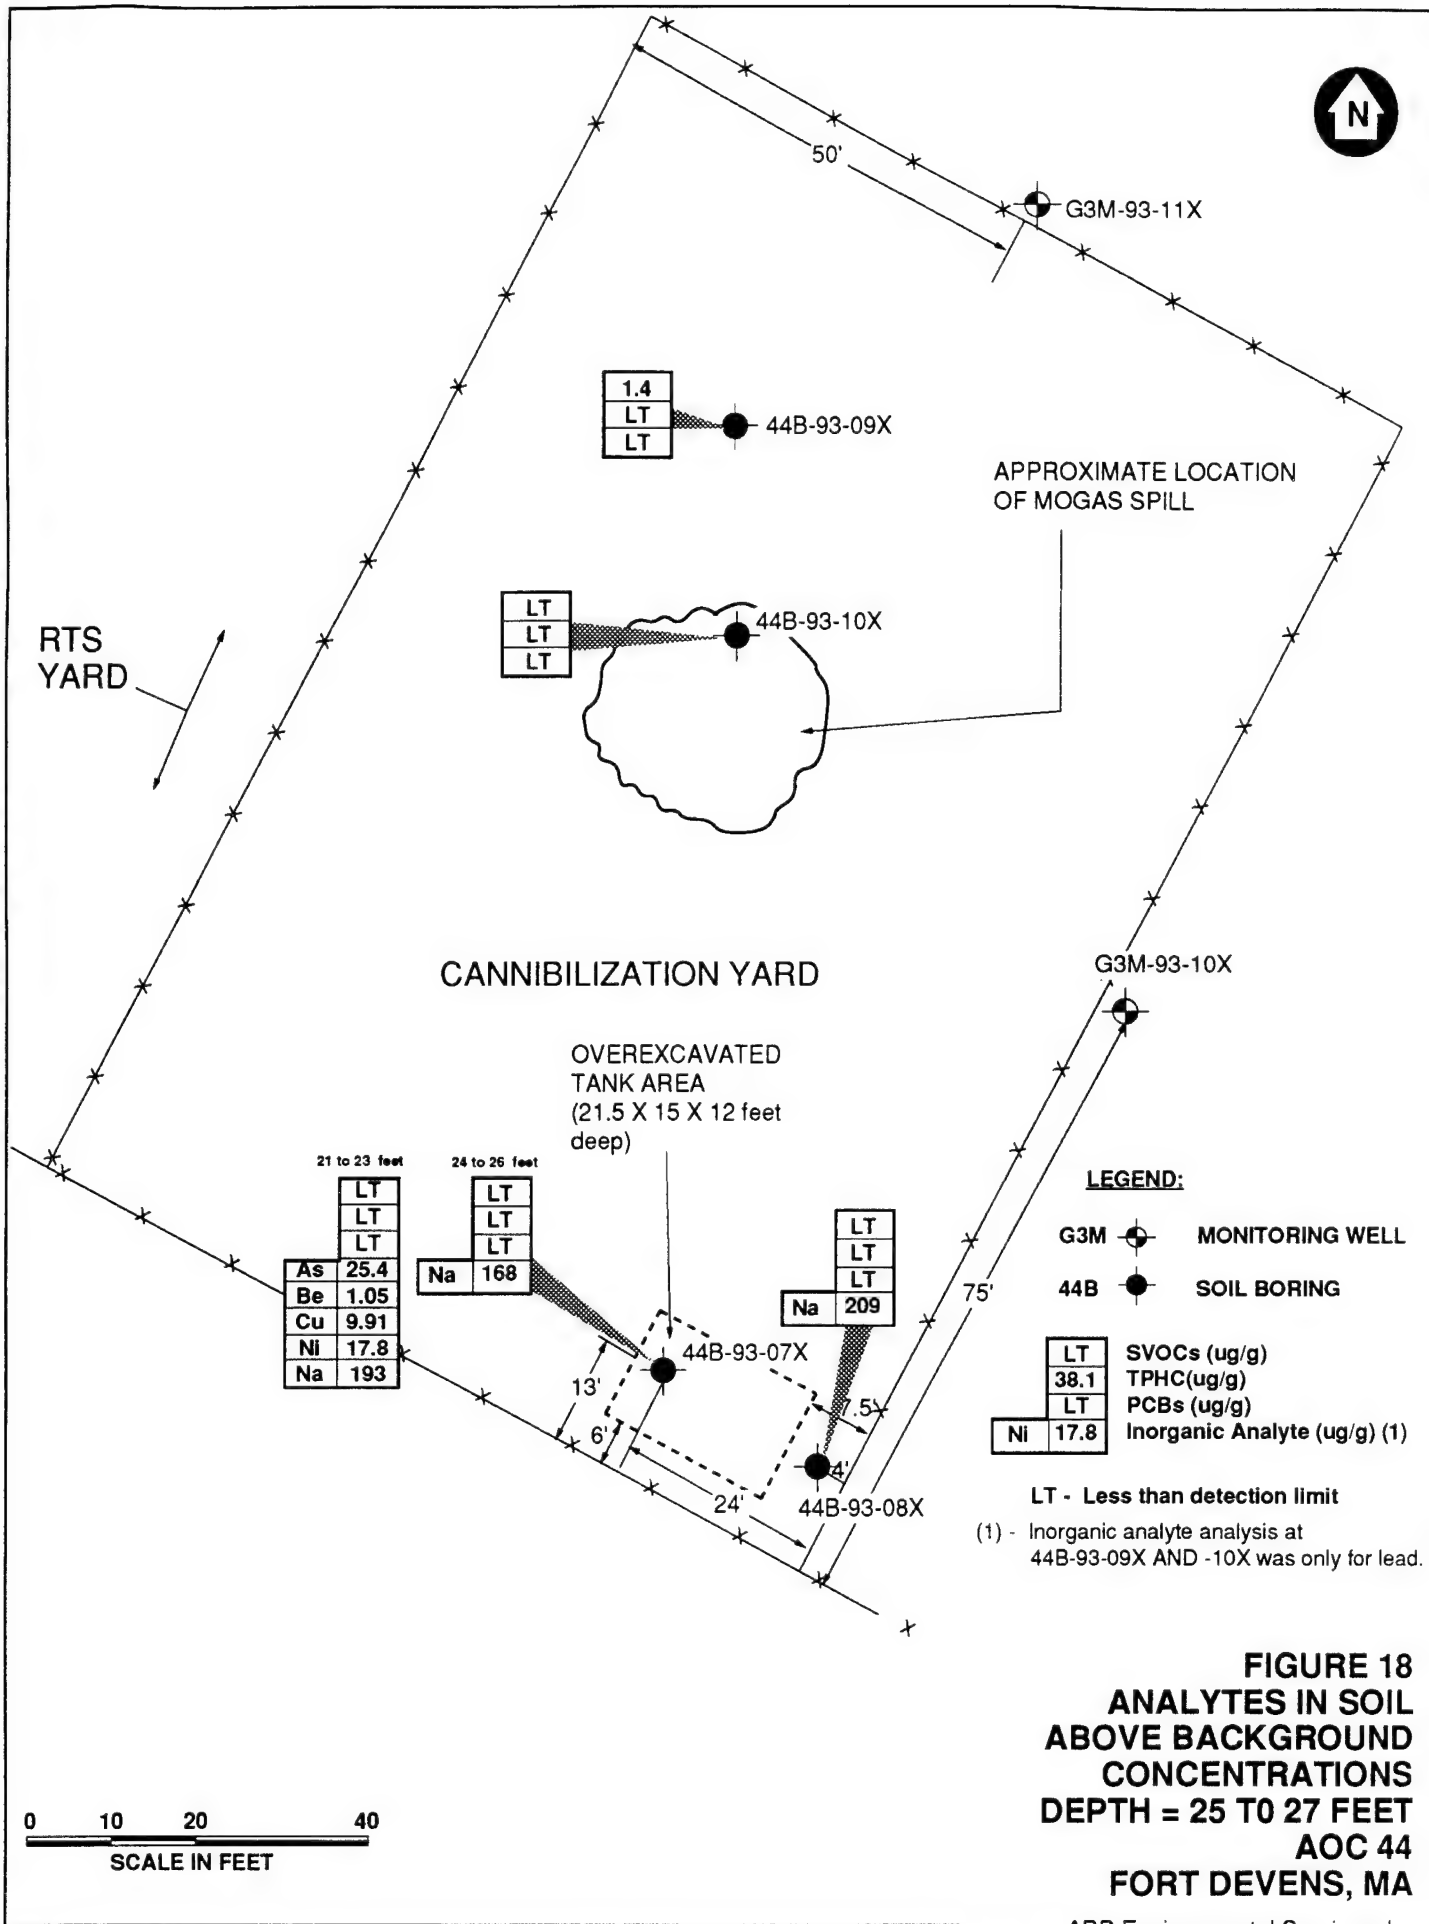 N
50'
G3M-93-11X
1.4
LT
LT
44B-93-09X
APPROXIMATE LOCATION
OF MOGAS SPILL
LT
LT
LT
44B-93-10X
RTS
YARD
CANNIBILIZATION YARD
G3M-93-10X
OVEREXCAVATED
TANK AREA
(21.5 X 15 X 12 feet
deep)
21 to 23 feet
LT
LT
LT
As 25.4
Be 1.05
Cu 9.91
Ni 17.8
Na 193
24 to 26 feet
LT
LT
LT
Na 168
LT
LT
LT
Na 209
44B-93-07X
13'
6'
24'
7.5'
4'
44B-93-08X
75'
LEGEND:
G3M MONITORING WELL
44B SOIL BORING
LT SVOCs (ug/g)
38.1 TPHC(ug/g)
LT PCBs (ug/g)
Ni 17.8 Inorganic Analyte (ug/g) (1)
LT - Less than detection limit
(1) - Inorganic analyte analysis at
44B-93-09X AND -10X was only for lead.
FIGURE 18
ANALYTES IN SOIL
ABOVE BACKGROUND
CONCENTRATIONS
DEPTH = 25 T0 27 FEET
AOC 44
FORT DEVENS, MA
0 10 20 40
SCALE IN FEET